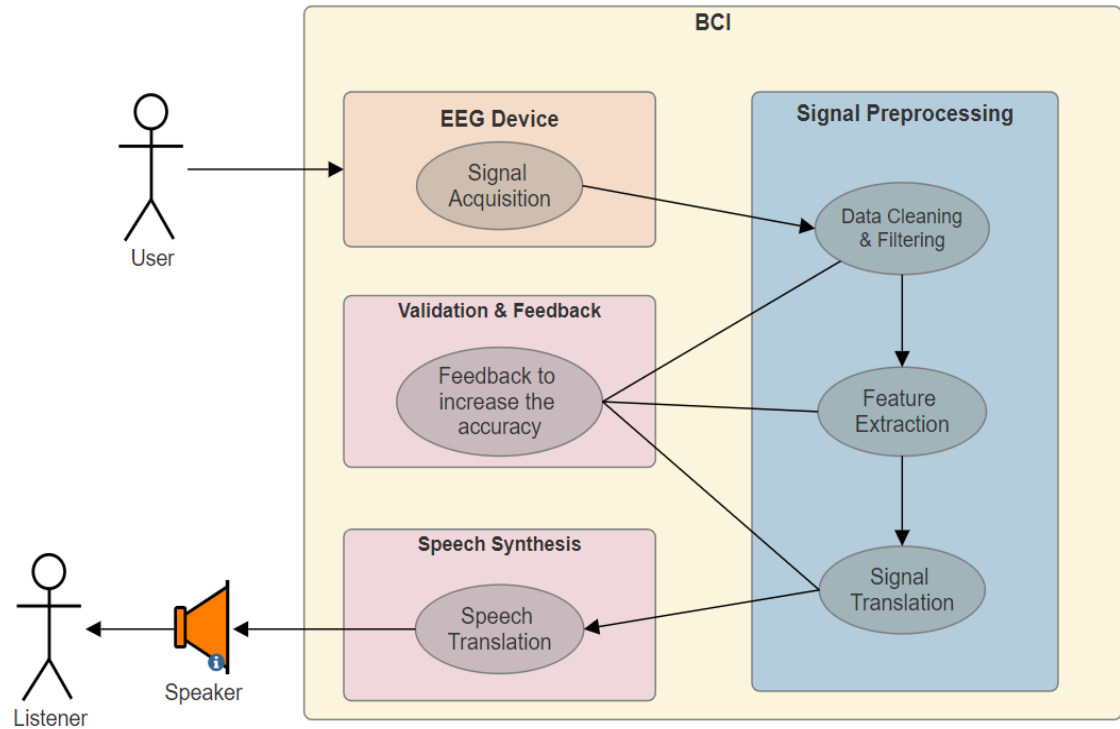 BCI
EEG Device
Signal
Acquisition
User
Signal Preprocessing
Data Cleaning
& Filtering
Validation & Feedback
Feedback to
increase the
accuracy
Feature
Extraction
Speech Synthesis
Speech
Translation
Signal
Translation
i
Speaker
Listener